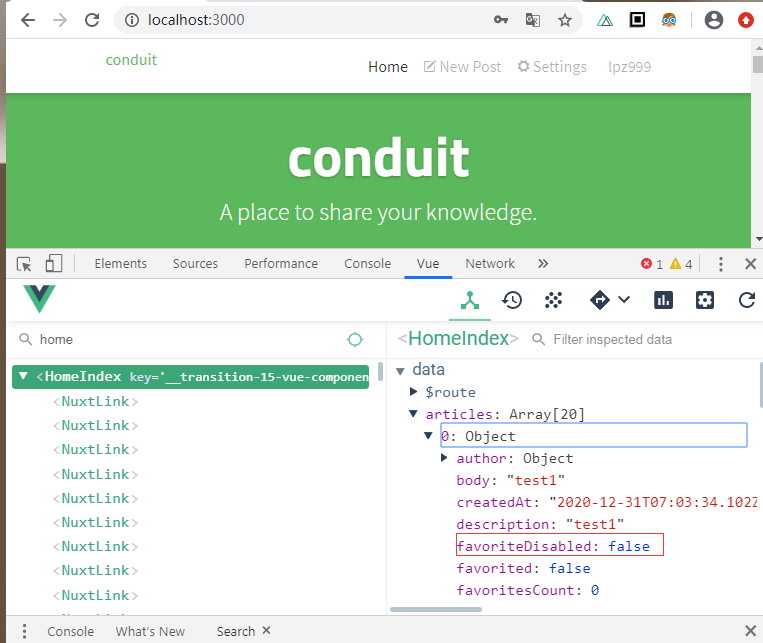 localhost:3000
conduit
Home New Post Settings lpz999
conduit
A place to share your knowledge.
Elements Sources Performance Console Vue Network » 1 4
home
<HomeIndex> Filter inspected data
<HomeIndex key='__transition-15-vue-componen
<NuxtLink>
<NuxtLink>
<NuxtLink>
<NuxtLink>
<NuxtLink>
<NuxtLink>
<NuxtLink>
<NuxtLink>
<NuxtLink>
data
$route
articles: Array[20]
0: Object
author: Object
body: "test1"
createdAt: "2020-12-31T07:03:34.102Z
description: "test1"
favoriteDisabled: false
favorited: false
favoritesCount: 0
Console What's New Search ×